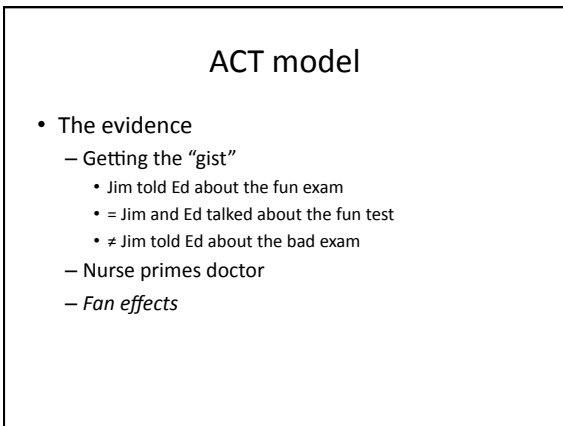 ACT model
• The evidence
– Getting the “gist”
• Jim told Ed about the fun exam
• = Jim and Ed talked about the fun test
• ≠ Jim told Ed about the bad exam
– Nurse primes doctor
– Fan effects